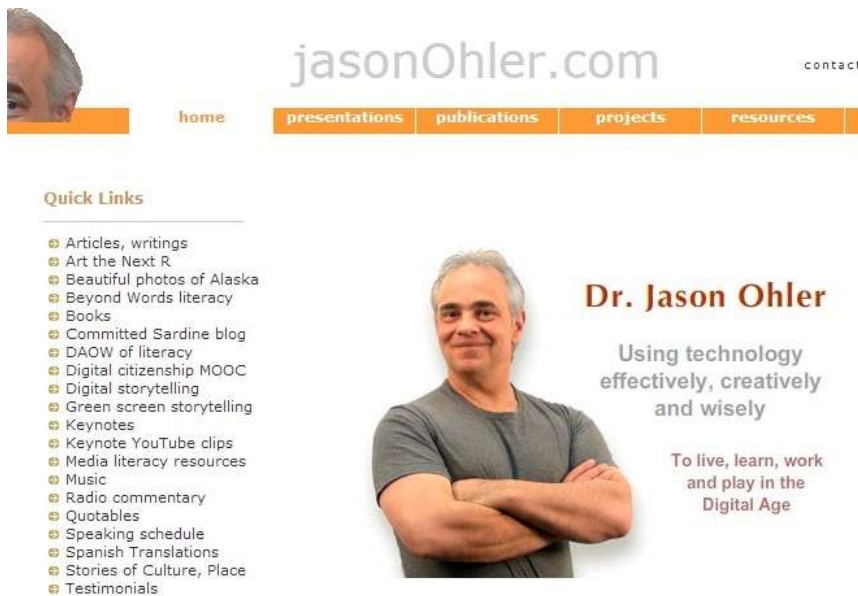 jasonOhler.com
contact
home
presentations
publications
projects
resources
Quick Links
Articles, writings
Art the Next R
Beautiful photos of Alaska
Beyond Words literacy
Books
Committed Sardine blog
DAOW of literacy
Digital citizenship MOOC
Digital storytelling
Green screen storytelling
Keynotes
Keynote YouTube clips
Media literacy resources
Music
Radio commentary
Quotables
Speaking schedule
Spanish Translations
Stories of Culture, Place
Testimonials
Dr. Jason Ohler
Using technology
effectively, creatively
and wisely
To live, learn, work
and play in the
Digital Age